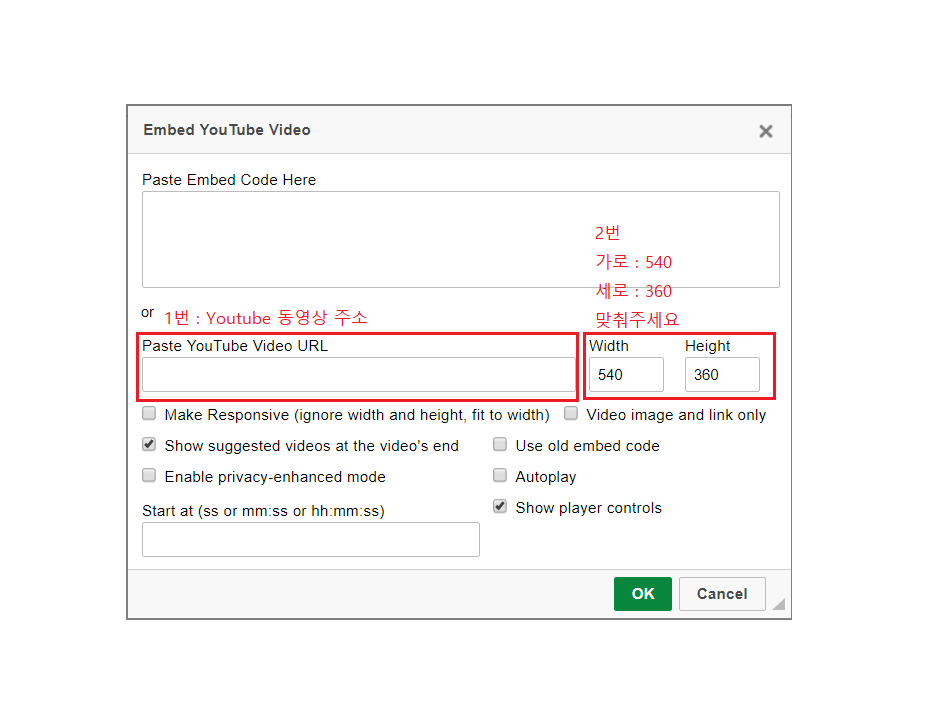 Embed YouTube Video
Paste Embed Code Here
2번
가로 : 540
세로 : 360
맞춰주세요
or
1번 : Youtube 동영상 주소
Paste YouTube Video URL
Width
Height
540
360
Make Responsive (ignore width and height, fit to width)
Video image and link only
Show suggested videos at the video's end
Use old embed code
Enable privacy-enhanced mode
Autoplay
Start at (ss or mm:ss or hh:mm:ss)
Show player controls
OK
Cancel